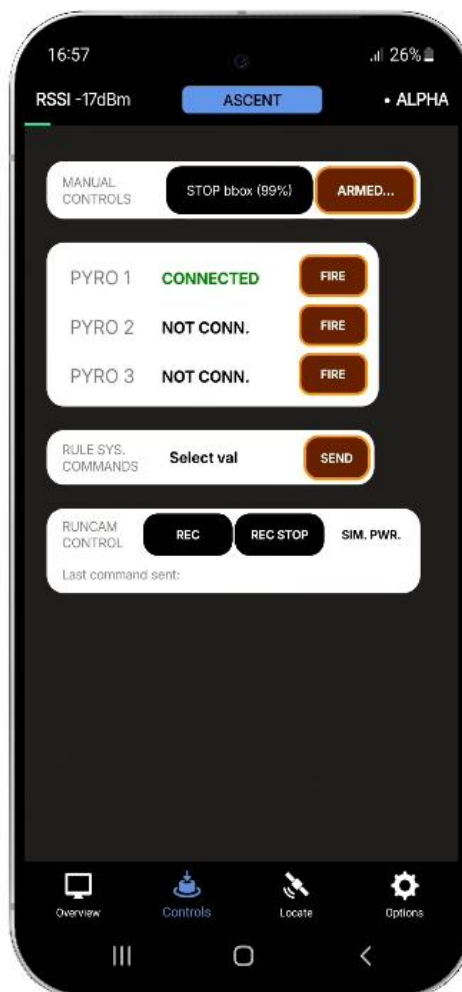 16:57 26%
RSSI -17dBm ASCENT • ALPHA
MANUAL
CONTROLS
STOP bbox (99%) ARMED...
PYRO 1 CONNECTED FIRE
PYRO 2 NOT CONN. FIRE
PYRO 3 NOT CONN. FIRE
RULE SYS.
COMMANDS
Select val SEND
RUNCAM
CONTROL
REC REC STOP SIM. PWR.
Last command sent:
Overview Controls Locate Options